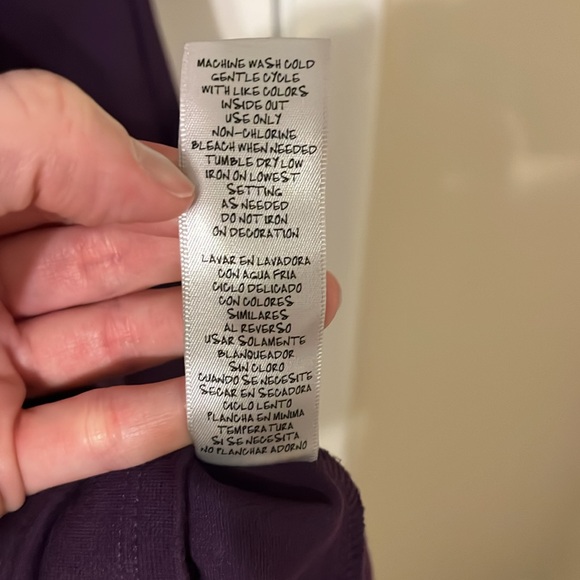 MACHINE WASH COLD
GENTLE CYCLE
WITH LIKE COLORS
INSIDE OUT
USE ONLY
NON-CHLORINE
BLEACH WHEN NEEDED
TUMBLE DRY LOW
IRON ON LOWEST
SETTING
AS NEEDED
DO NOT IRON
ON DECORATION
LAVAR EN LAVADORA
CON AGUA FRIA
CICLO DELICADO
CON COLORES
SIMILARES
AL REVERSO
USAR SOLAMENTE
BLANQUEADOR
SIN CLORO
CUANDO SE NECESITE
SECAR EN SECADORA
CICLO LENTO
PLANCHA EN MINIMA
TEMPERATURA
SI SE NECESITA
NO PLANCHAR ADORNO